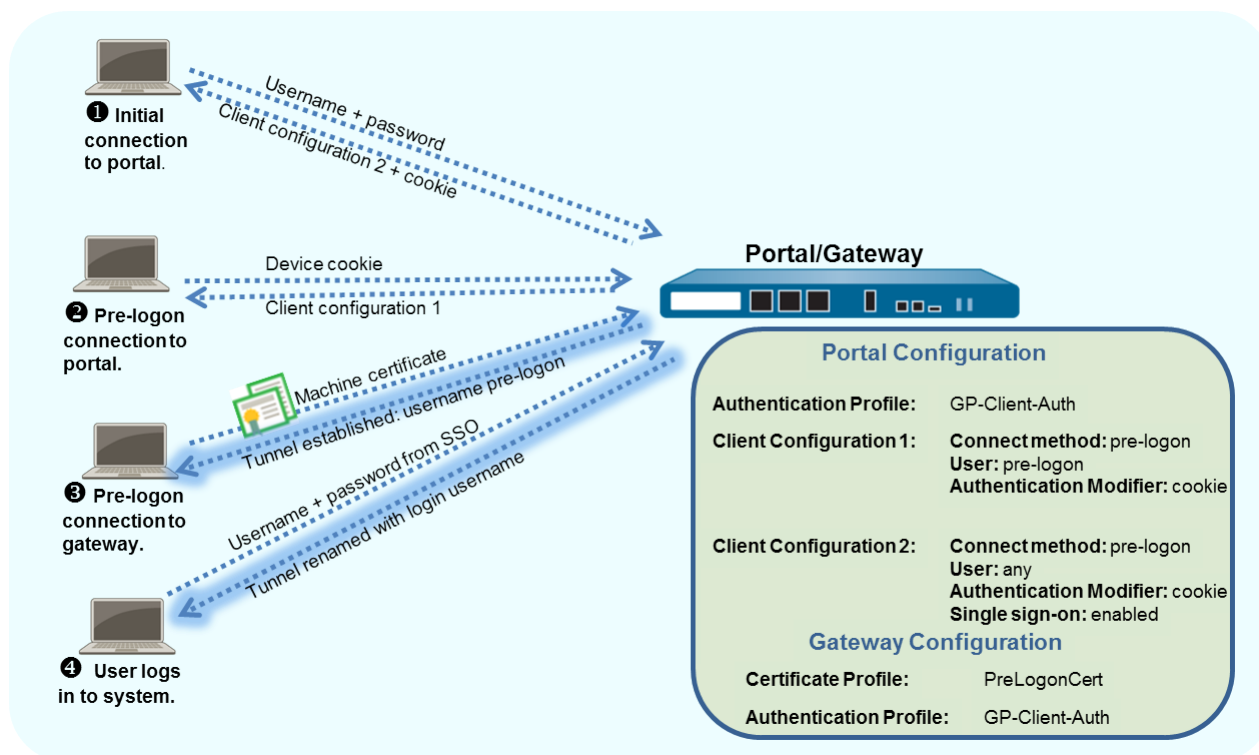 Username + password
Client configuration 2 + cookie
❶ Initial
connection
to portal.
Device cookie
Client configuration 1
❷ Pre-logon
connection to
portal.
Machine certificate
Tunnel established: username pre-logon
❸ Pre-logon
connection to
gateway.
Username + password from SSO
Tunnel renamed with login username
❹ User logs
in to system.
Portal/Gateway
Portal Configuration
Authentication Profile: GP-Client-Auth
Client Configuration 1: Connect method: pre-logon
User: pre-logon
Authentication Modifier: cookie
Client Configuration 2: Connect method: pre-logon
User: any
Authentication Modifier: cookie
Single sign-on: enabled
Gateway Configuration
Certificate Profile: PreLogonCert
Authentication Profile: GP-Client-Auth